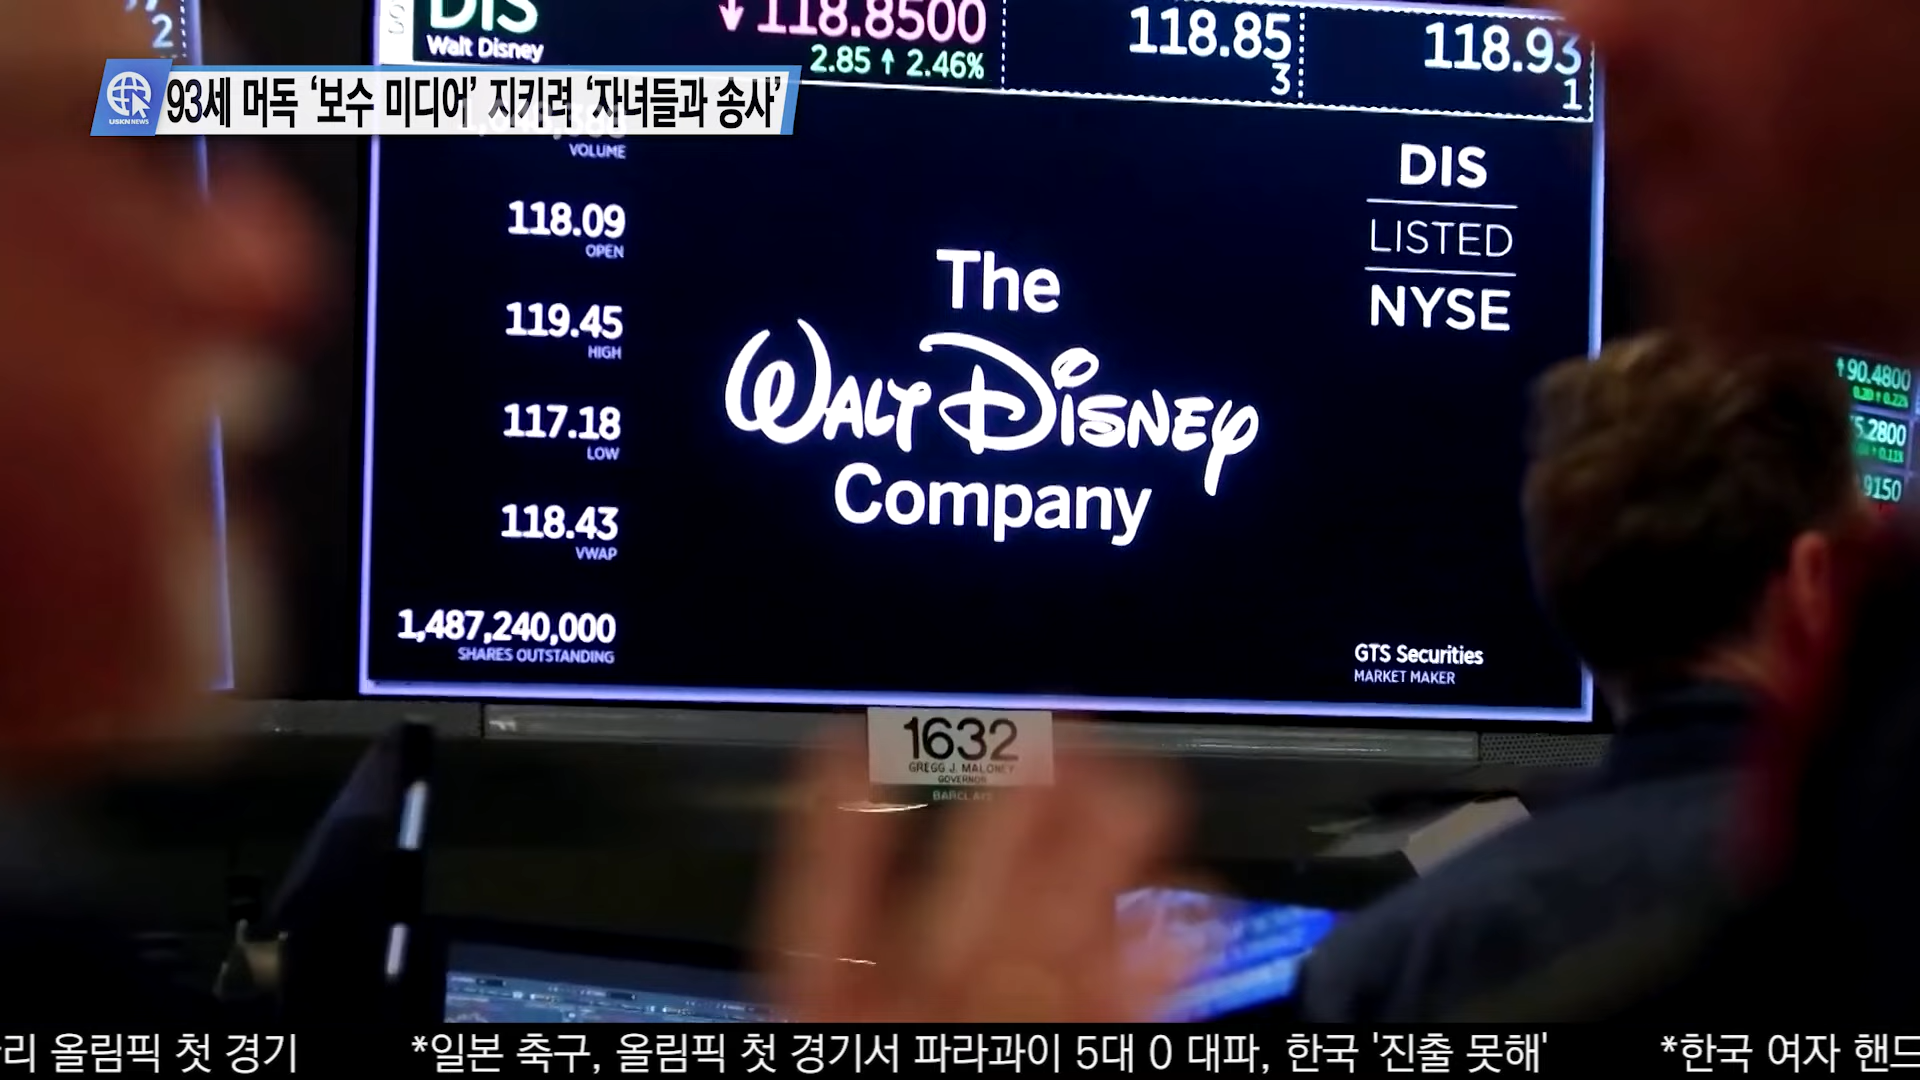 DIS
Walt Disney
118.8500
2.85 ↑ 2.46%
118.85
3
118.93
1
USKN NEWS
93세 머독 ‘보수 미디어’ 지키려 ‘자녀들과 송사’
VOLUME
118.09
OPEN
119.45
HIGH
117.18
LOW
118.43
VWAP
1,487,240,000
SHARES OUTSTANDING
The
WALT DISNEY
Company
DIS
LISTED
NYSE
GTS Securities
MARKET MAKER
↑90.4800
5.2800
9150
1632
GREGG J. MALONEY
GOVERNOR
리 올림픽 첫 경기 *일본 축구, 올림픽 첫 경기서 파라과이 5대 0 대파, 한국 '진출 못해' *한국 여자 핸드